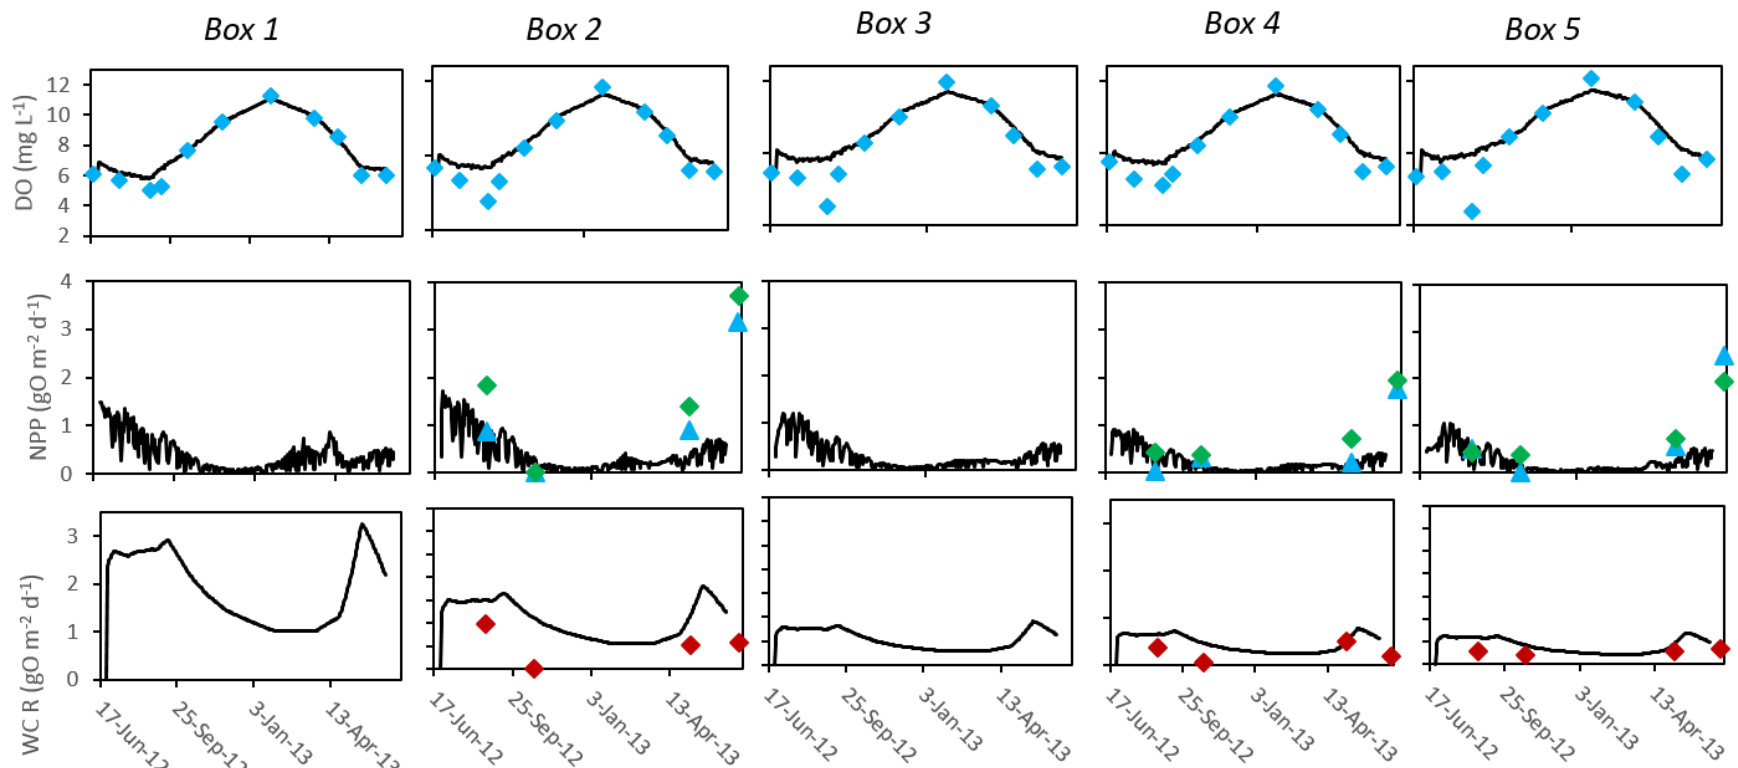 Box 1
Box 2
Box 3
Box 4
Box 5
DO (mg L-1)
12
10
8
6
4
2
NPP (gO m-2 d-1)
4
3
2
1
0
WC R (gO m-2 d-1)
3
2
1
0
17-Jun-12
25-Sep-12
3-Jan-13
13-Apr-13
17-Jun-12
25-Sep-12
3-Jan-13
13-Apr-13
17-Jun-12
25-Sep-12
3-Jan-13
13-Apr-13
17-Jun-12
25-Sep-12
3-Jan-13
13-Apr-13
17-Jun-12
25-Sep-12
3-Jan-13
13-Apr-13